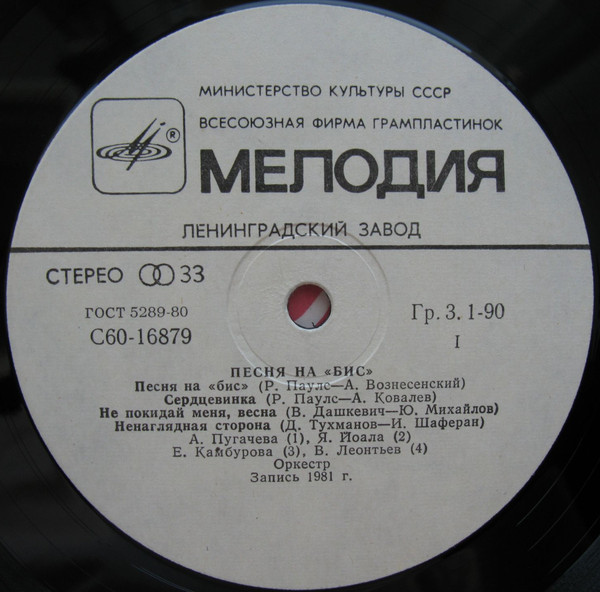 МИНИСТЕРСТВО КУЛЬТУРЫ СССР
ВСЕСОЮЗНАЯ ФИРМА ГРАМПЛАСТИНОК
®
МЕЛОДИЯ
ЛЕНИНГРАДСКИЙ ЗАВОД
СТЕРЕО 33
ГОСТ 5289-80
С60-16879
Гр. 3. 1-90
I
ПЕСНЯ НА «БИС»
Песня на «бис» (Р. Паулс—А. Вознесенский)
Сердцевинка (Р. Паулс—А. Ковалев)
Не покидай меня, весна (В. Дашкевич—Ю. Михайлов)
Ненаглядная сторона (Д. Тухманов—И. Шаферан)
А. Пугачева (1), Я. Йоала (2)
Е. Камбурова (3), В. Леонтьев (4)
Оркестр
Запись 1981 г.